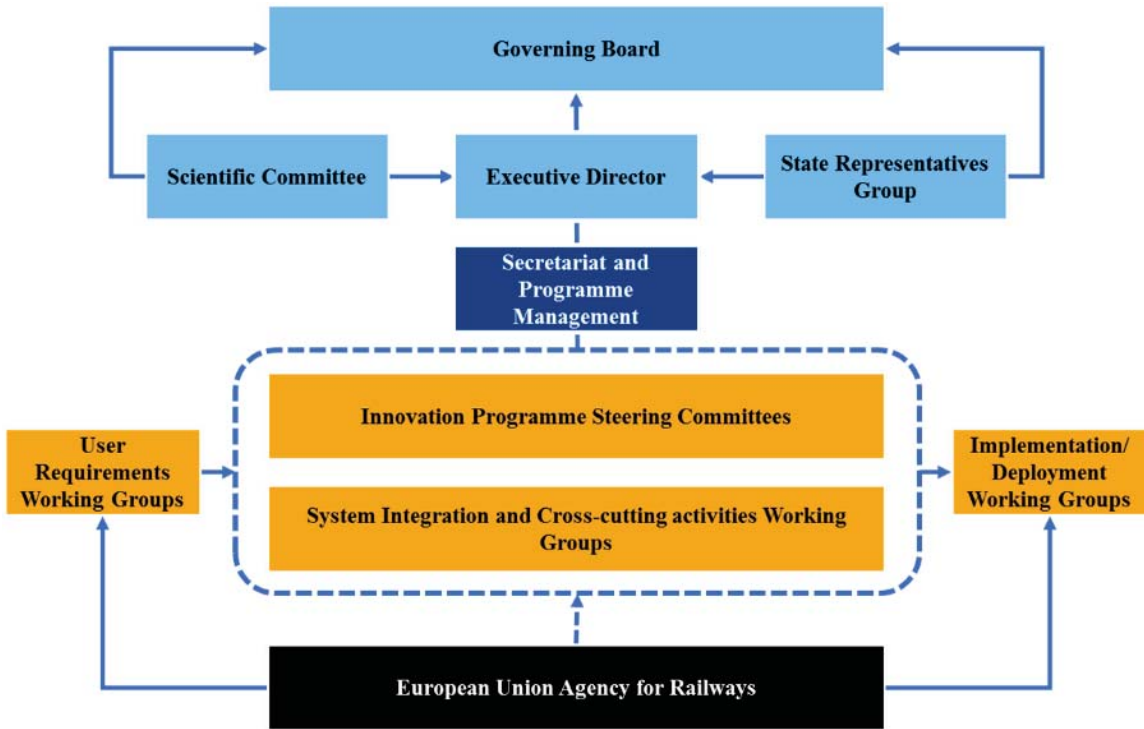 Governing Board
Scientific Committee
Executive Director
State Representatives
Group
Secretariat and
Programme
Management
Innovation Programme Steering Committees
User
Requirements
Working Groups
Implementation/
Deployment
Working Groups
System Integration and Cross-cutting activities Working
Groups
European Union Agency for Railways